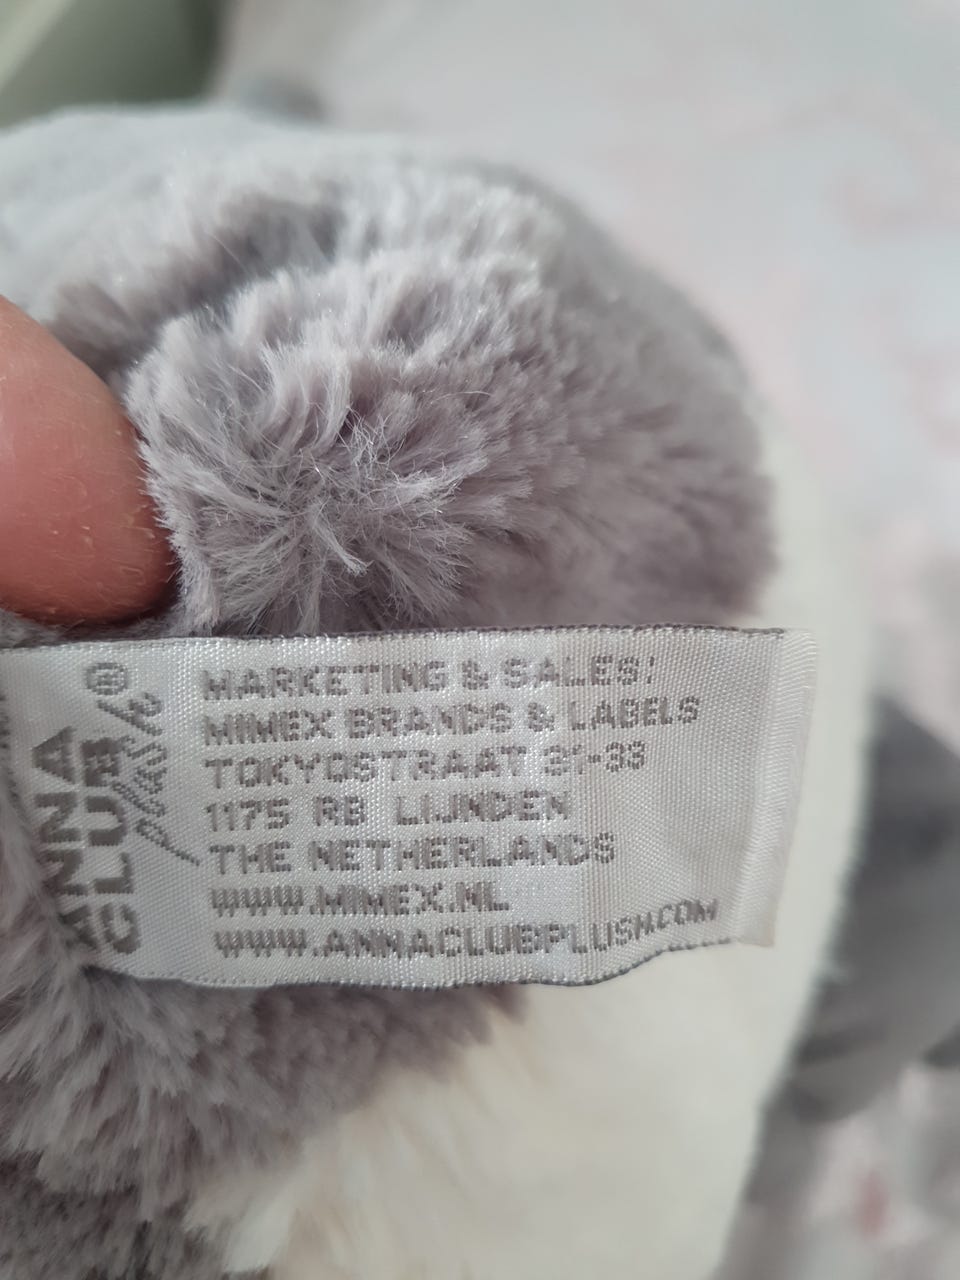 ANNA
CLUB
plush®
MARKETING & SALES:
MIMEX BRANDS & LABELS
TOKYOSTRAAT 31-33
1175 RB LIJNDEN
THE NETHERLANDS
WWW.MIMEX.NL
WWW.ANNACLUBPLUSH.COM